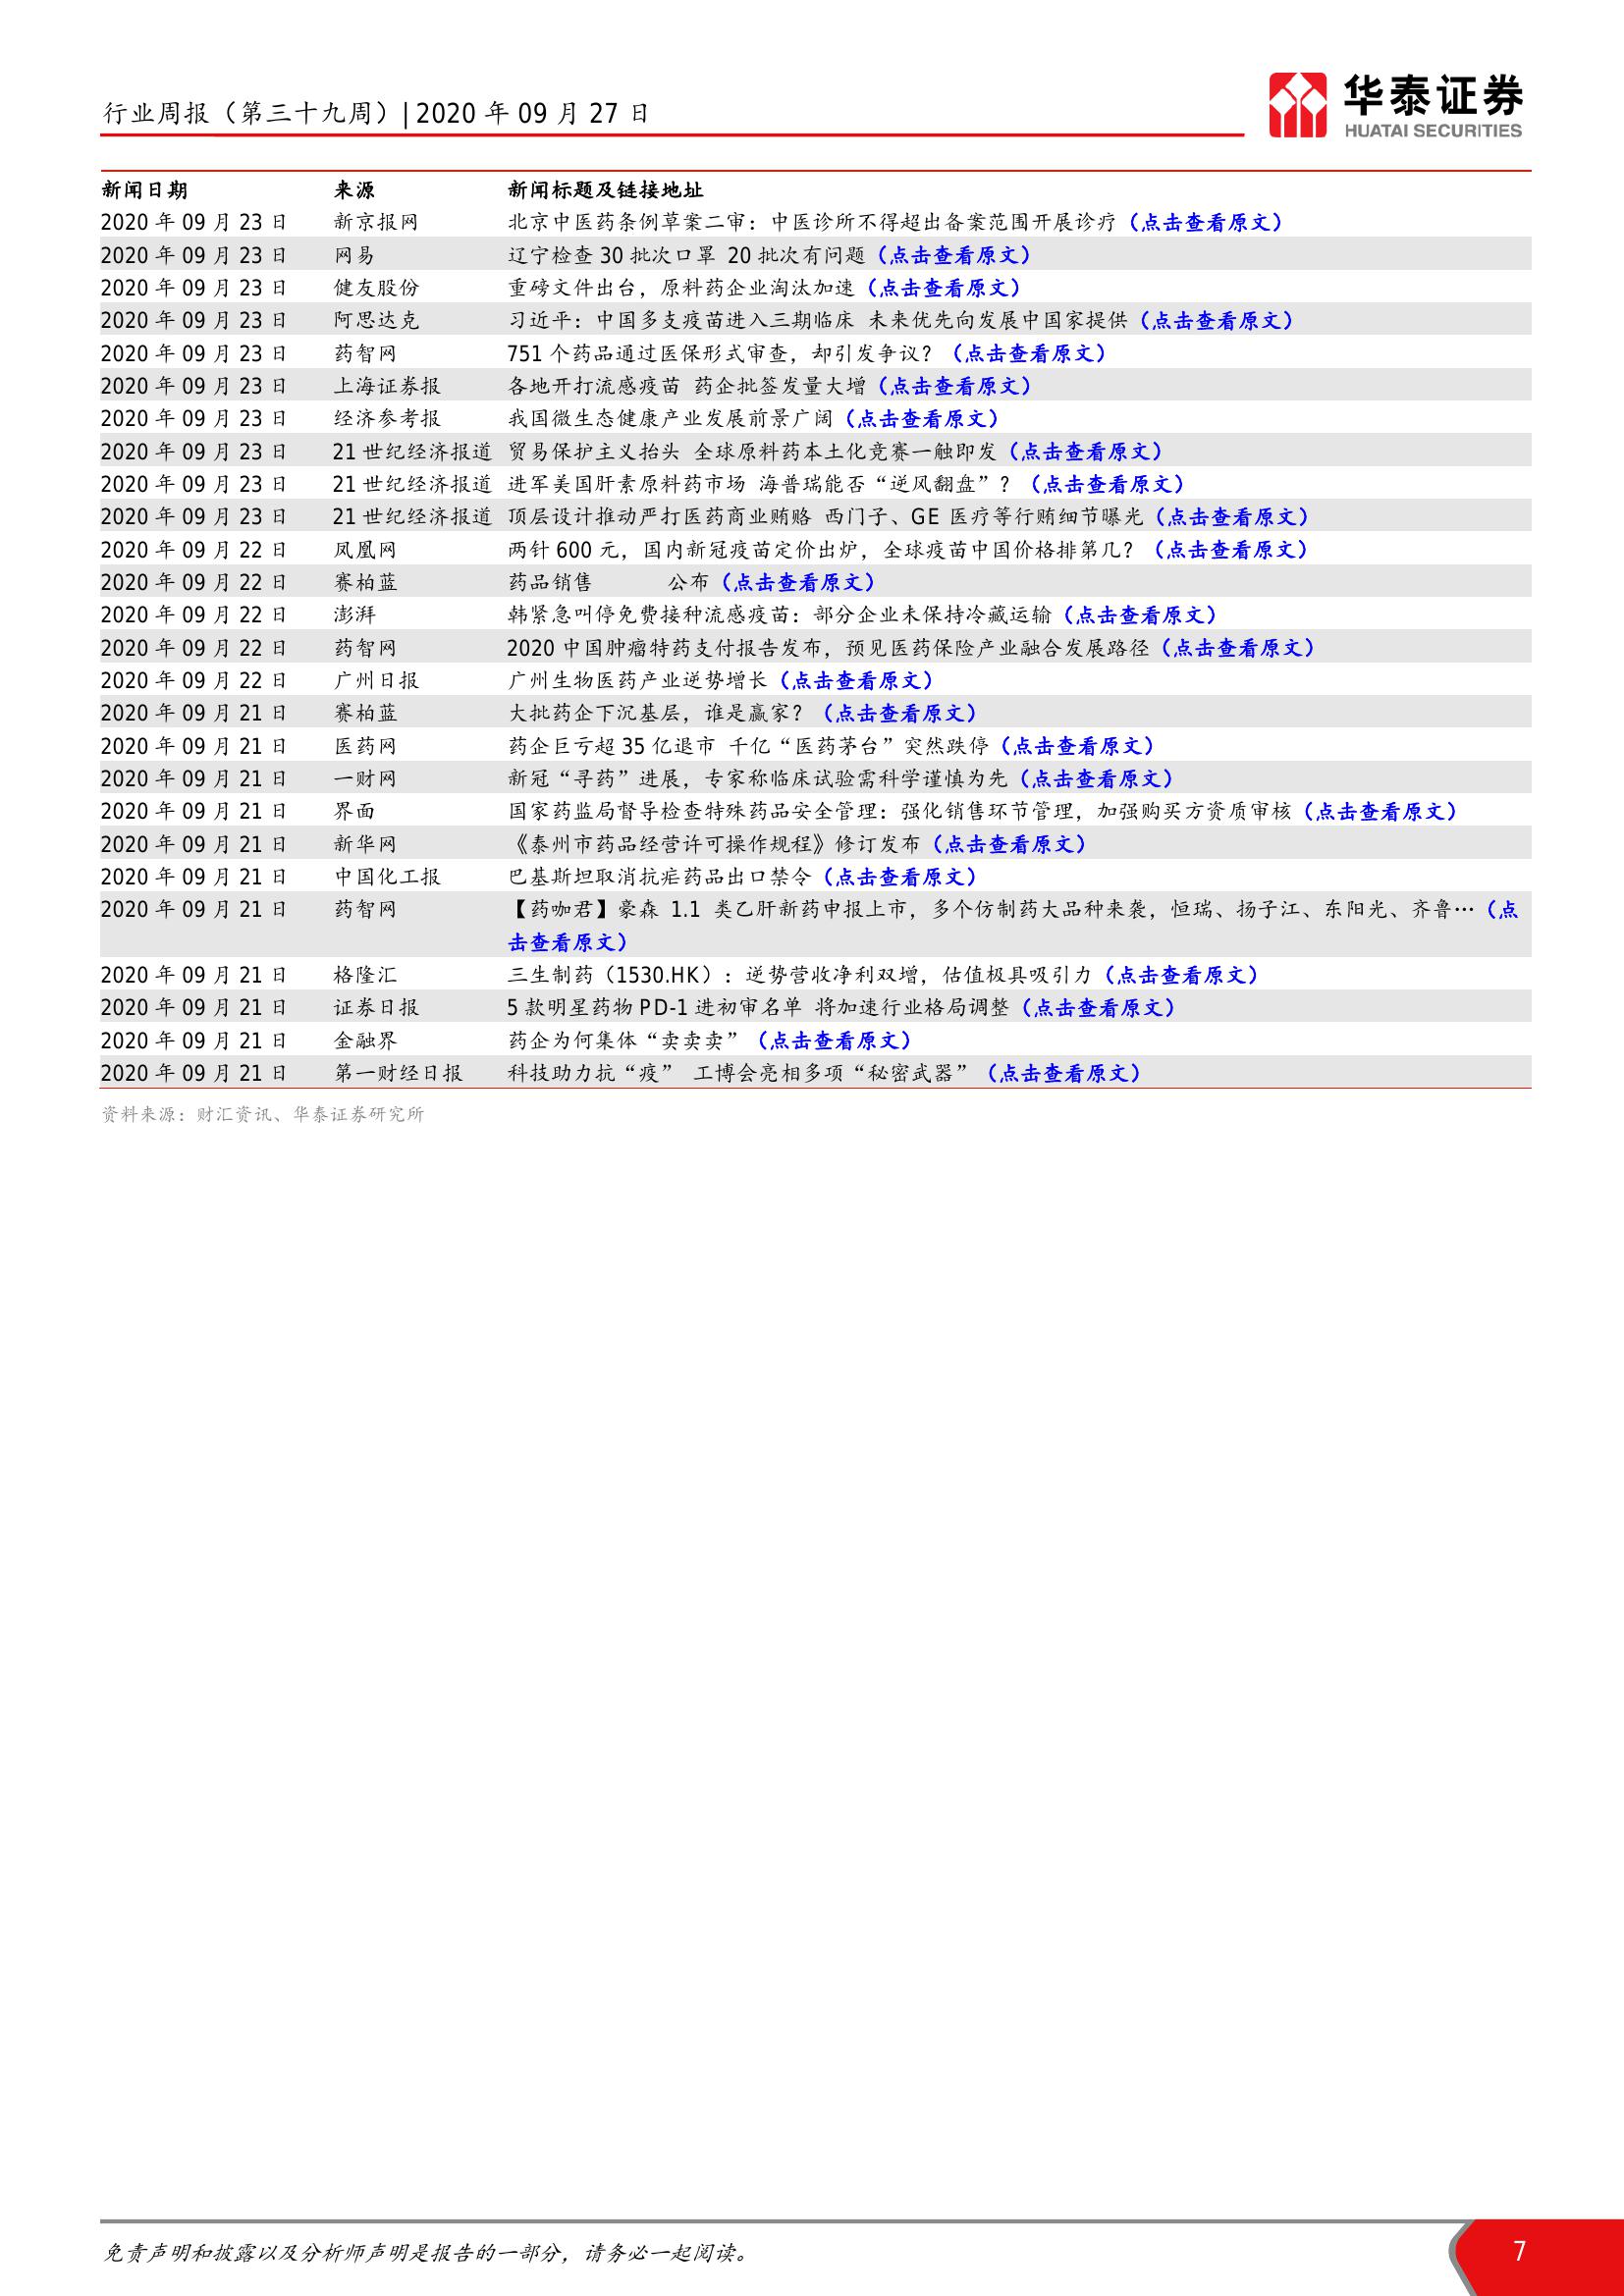 行业周报（第三十九周）| 2020 年 09 月 27 日
华泰证券
HUATAI SECURITIES
新闻日期 来源 新闻标题及链接地址
2020 年 09 月 23 日 新京报网 北京中医药条例草案二审：中医诊所不得超出备案范围开展诊疗（点击查看原文）
2020 年 09 月 23 日 网易 辽宁检查 30 批次口罩 20 批次有问题（点击查看原文）
2020 年 09 月 23 日 健友股份 重磅文件出台，原料药企业淘汰加速（点击查看原文）
2020 年 09 月 23 日 阿思达克 习近平：中国多支疫苗进入三期临床 未来优先向发展中国家提供（点击查看原文）
2020 年 09 月 23 日 药智网 751 个药品通过医保形式审查，却引发争议？（点击查看原文）
2020 年 09 月 23 日 上海证券报 各地开打流感疫苗 药企批签发量大增（点击查看原文）
2020 年 09 月 23 日 经济参考报 我国微生态健康产业发展前景广阔（点击查看原文）
2020 年 09 月 23 日 21 世纪经济报道 贸易保护主义抬头 全球原料药本土化竞赛一触即发（点击查看原文）
2020 年 09 月 23 日 21 世纪经济报道 进军美国肝素原料药市场 海普瑞能否“逆风翻盘”？（点击查看原文）
2020 年 09 月 23 日 21 世纪经济报道 顶层设计推动严打医药商业贿赂 西门子、GE 医疗等行贿细节曝光（点击查看原文）
2020 年 09 月 22 日 凤凰网 两针 600 元，国内新冠疫苗定价出炉，全球疫苗中国价格排第几？（点击查看原文）
2020 年 09 月 22 日 赛柏蓝 药品销售 公布（点击查看原文）
2020 年 09 月 22 日 澎湃 韩紧急叫停免费接种流感疫苗：部分企业未保持冷藏运输（点击查看原文）
2020 年 09 月 22 日 药智网 2020 中国肿瘤特药支付报告发布，预见医药保险产业融合发展路径（点击查看原文）
2020 年 09 月 22 日 广州日报 广州生物医药产业逆势增长（点击查看原文）
2020 年 09 月 21 日 赛柏蓝 大批药企下沉基层，谁是赢家？（点击查看原文）
2020 年 09 月 21 日 医药网 药企巨亏超 35 亿退市 千亿“医药茅台”突然跌停（点击查看原文）
2020 年 09 月 21 日 一财网 新冠“寻药”进展，专家称临床试验需科学谨慎为先（点击查看原文）
2020 年 09 月 21 日 界面 国家药监局督导检查特殊药品安全管理：强化销售环节管理，加强购买方资质审核（点击查看原文）
2020 年 09 月 21 日 新华网 《泰州市药品经营许可操作规程》修订发布（点击查看原文）
2020 年 09 月 21 日 中国化工报 巴基斯坦取消抗疟药品出口禁令（点击查看原文）
2020 年 09 月 21 日 药智网 【药咖君】豪森 1.1 类乙肝新药申报上市，多个仿制药大品种来袭，恒瑞、扬子江、东阳光、齐鲁…（点
击查看原文）
2020 年 09 月 21 日 格隆汇 三生制药（1530.HK）：逆势营收净利双增，估值极具吸引力（点击查看原文）
2020 年 09 月 21 日 证券日报 5 款明星药物 PD-1 进初审名单 将加速行业格局调整（点击查看原文）
2020 年 09 月 21 日 金融界 药企为何集体“卖卖卖”（点击查看原文）
2020 年 09 月 21 日 第一财经日报 科技助力抗“疫” 工博会亮相多项“秘密武器”（点击查看原文）
资料来源：财汇资讯、华泰证券研究所
免责声明和披露以及分析师声明是报告的一部分，请务必一起阅读。
7